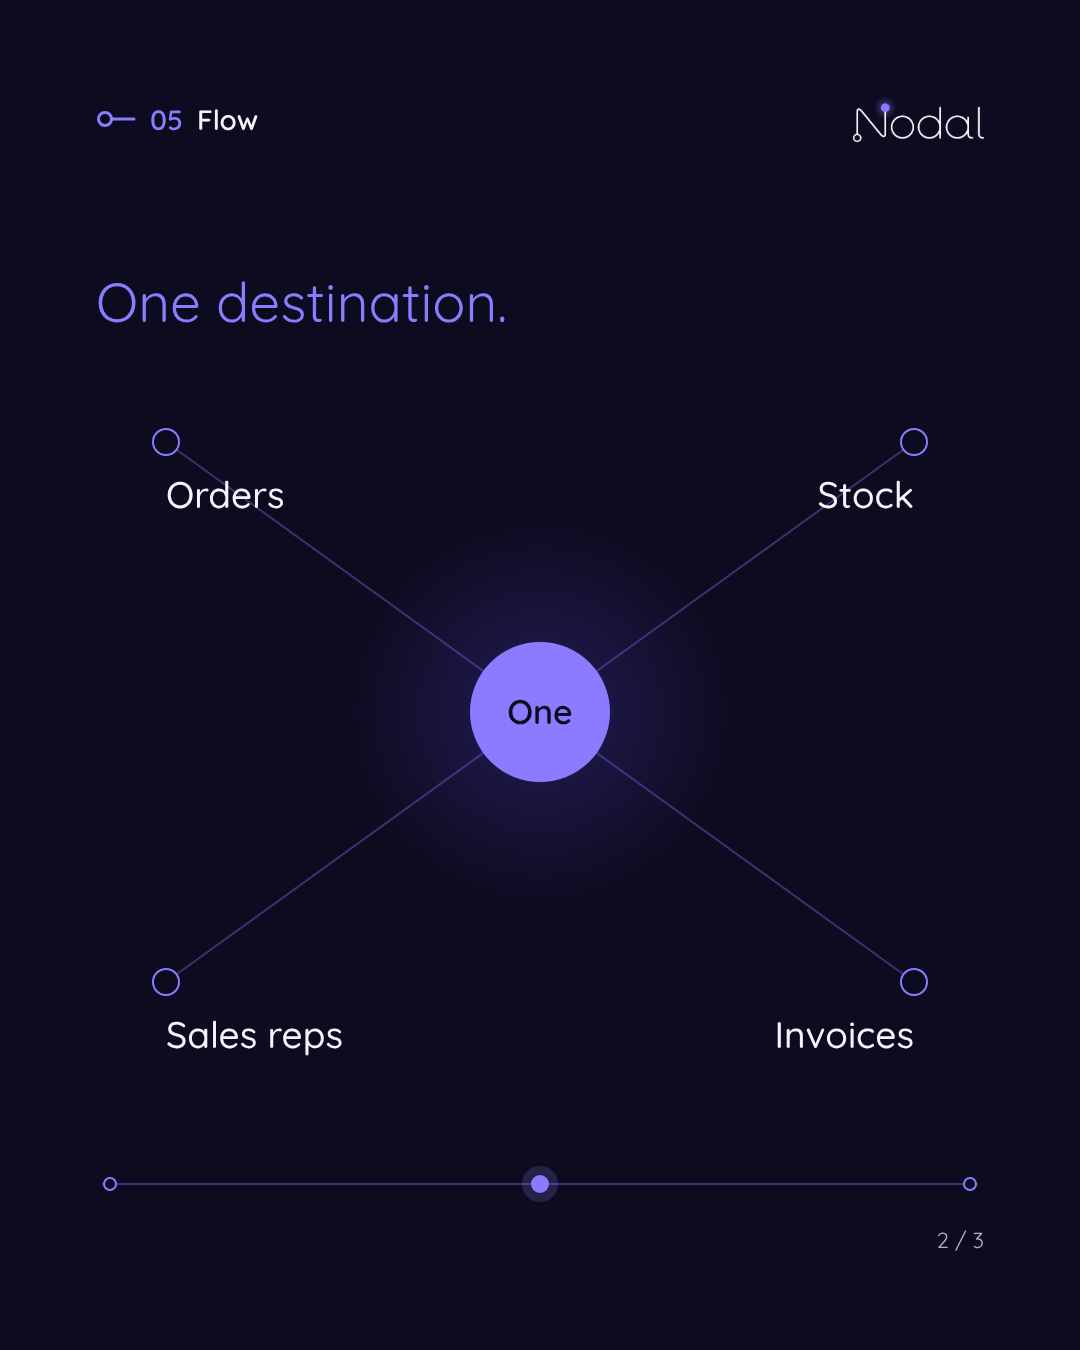 05 Flow
Nodal
One destination.
Orders
Stock
One
Sales reps
Invoices
2 / 3